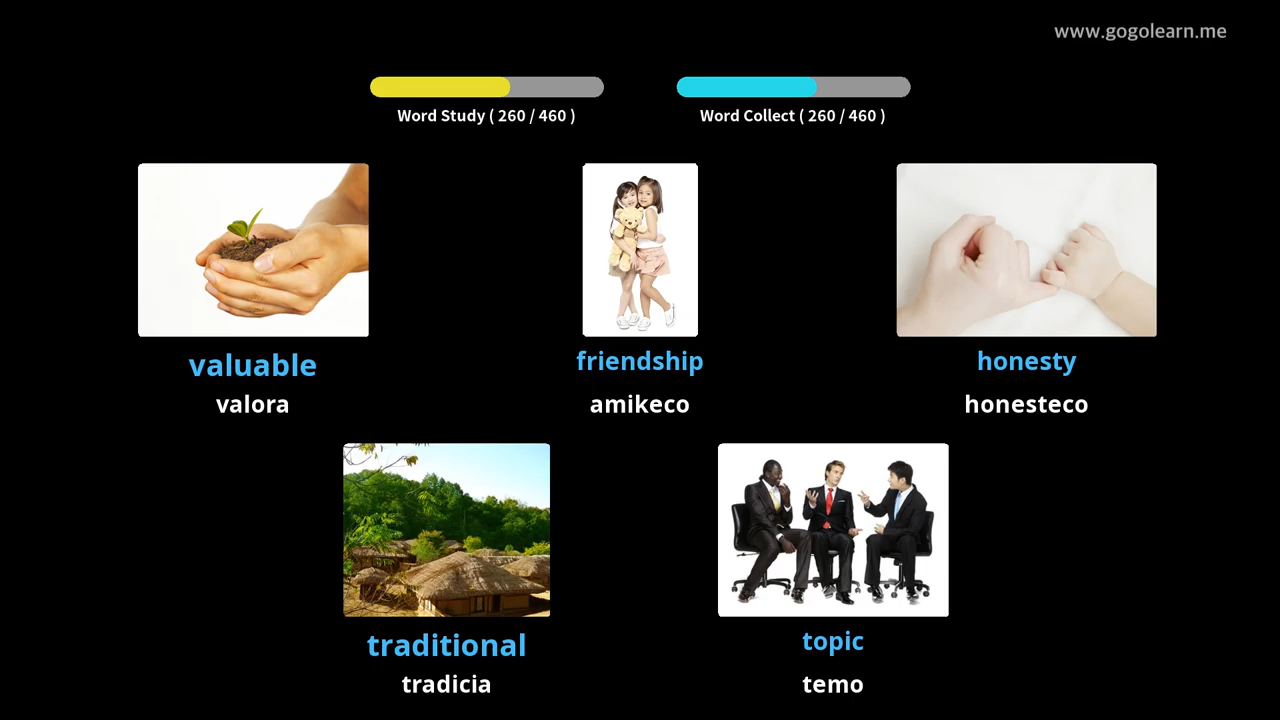 www.gogolearn.me
Word Study ( 260 / 460 )
Word Collect ( 260 / 460 )
valuable
valora
friendship
amikeco
honesty
honesteco
traditional
tradicia
topic
temo